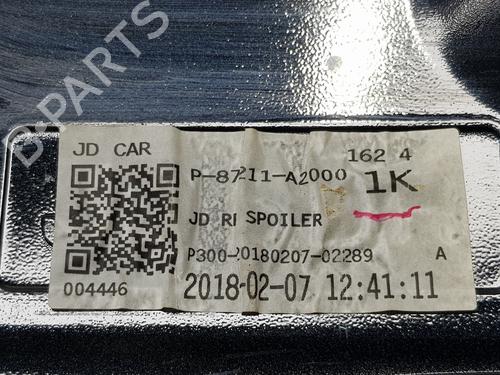 B-PARTS
JD CAR
162 4
P-87211-A2000
1K
JD RR SPOILER
P300-20180207-02289
A
004446
2018-02-07 12:41:11